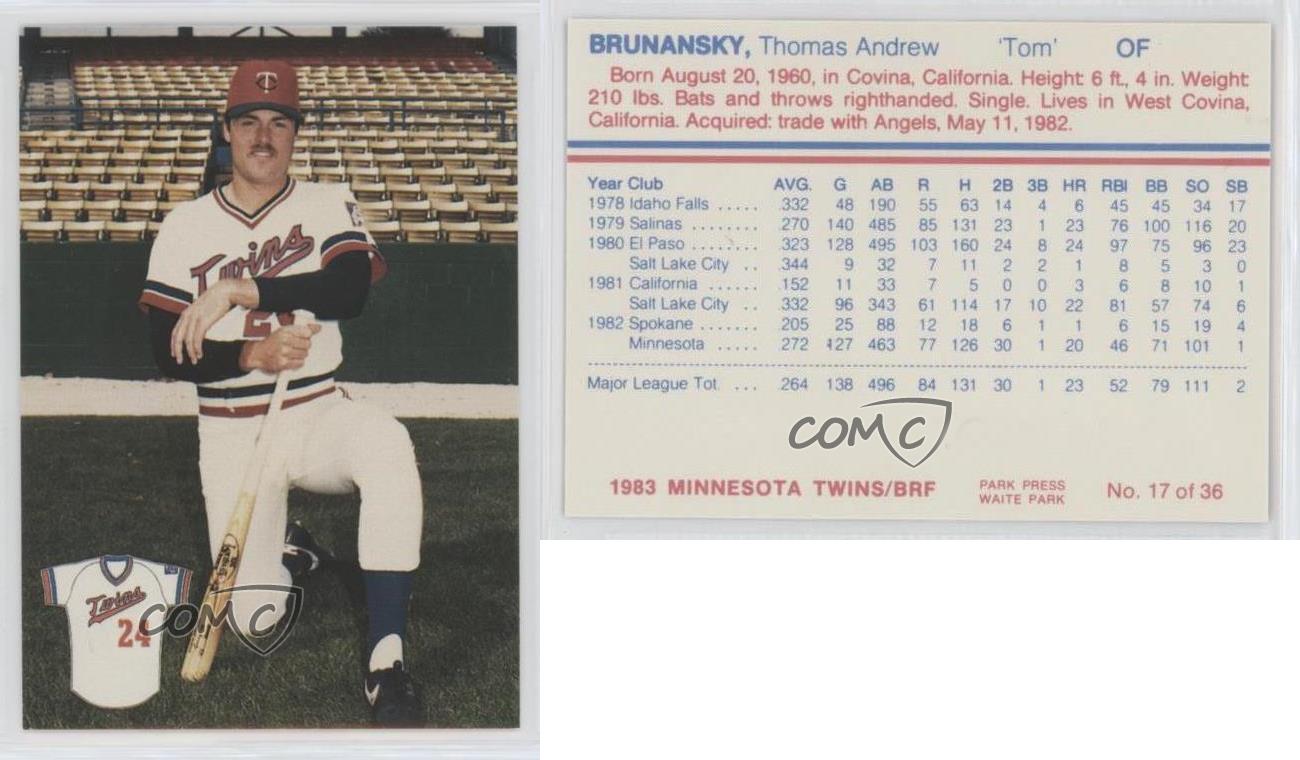 Twins
Twins
24
COMC
BRUNANSKY, Thomas Andrew 'Tom' OF
Born August 20, 1960, in Covina, California. Height: 6 ft., 4 in. Weight:
210 lbs. Bats and throws righthanded. Single. Lives in West Covina,
California. Acquired: trade with Angels, May 11, 1982.
Year Club AVG. G AB R H 2B 3B HR RBI BB SO SB
1978 Idaho Falls ..... .332 48 190 55 63 14 4 6 45 45 34 17
1979 Salinas ........ .270 140 485 85 131 23 1 23 76 100 116 20
1980 El Paso ........ .323 128 495 103 160 24 8 24 97 75 96 23
Salt Lake City .. .344 9 32 7 11 2 2 1 8 5 3 0
1981 California ...... .152 11 33 7 5 0 0 3 6 8 10 1
Salt Lake City .. .332 96 343 61 114 17 10 22 81 57 74 6
1982 Spokane ....... .205 25 88 12 18 6 1 1 6 15 19 4
Minnesota ..... .272 127 463 77 126 30 1 20 46 71 101 1
Major League Tot. ... .264 138 496 84 131 30 1 23 52 79 111 2
COMC
1983 MINNESOTA TWINS/BRF
PARK PRESS
WAITE PARK
No. 17 of 36